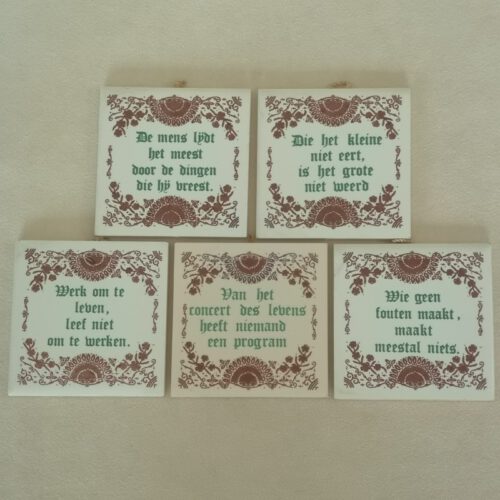 De mens lijdt
het meest
door de dingen
die hij vreest.
Die het kleine
niet eert,
is het grote
niet weerd
Werk om te
leven,
leef niet
om te werken.
Van het
concert des levens
heeft niemand
een program
Wie geen
fouten maakt,
maakt
meestal niets.